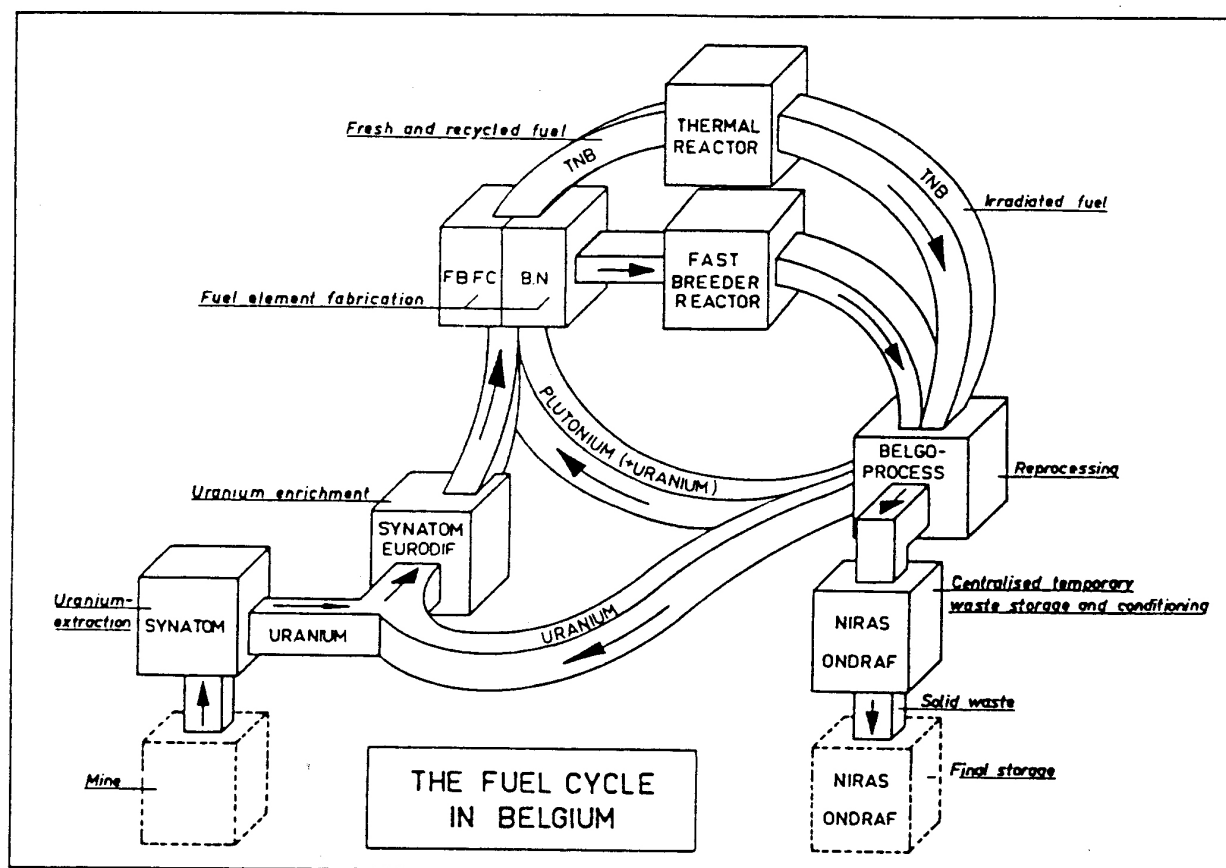 THERMAL
REACTOR
Fresh and recycled fuel
TNB
TNB
Irradiated fuel
FBFC
B.N
FAST
BREEDER
REACTOR
Fuel element fabrication
PLUTONIUM (+URANIUM)
BELGO-
PROCESS
Reprocessing
Uranium enrichment
SYNATOM
EURODIF
Uranium-
extraction
SYNATOM
URANIUM
URANIUM
Centralised temporary
waste storage and conditioning
NIRAS
ONDRAF
Solid waste
Mine
THE FUEL CYCLE
IN BELGIUM
Final storage
NIRAS
ONDRAF